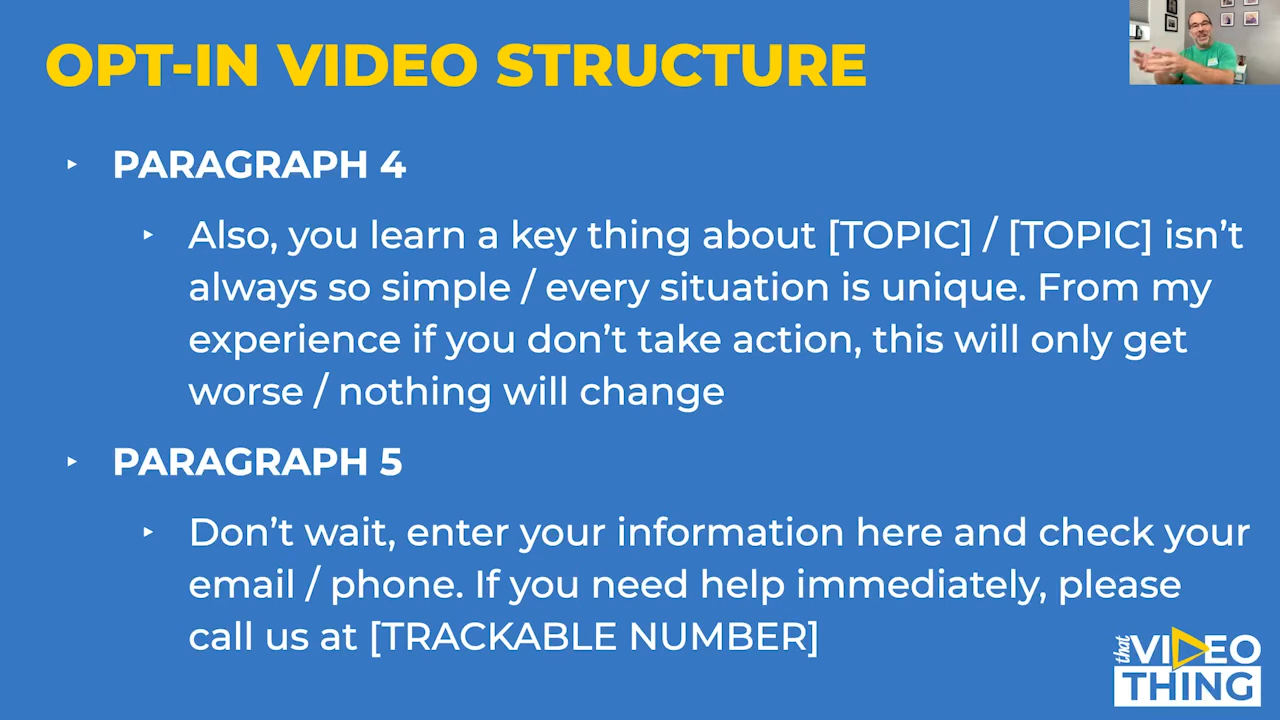 OPT-IN VIDEO STRUCTURE
▸ PARAGRAPH 4
▸ Also, you learn a key thing about [TOPIC] / [TOPIC] isn’t
always so simple / every situation is unique. From my
experience if you don’t take action, this will only get
worse / nothing will change
▸ PARAGRAPH 5
▸ Don’t wait, enter your information here and check your
email / phone. If you need help immediately, please
call us at [TRACKABLE NUMBER]
that VIDEO
THING